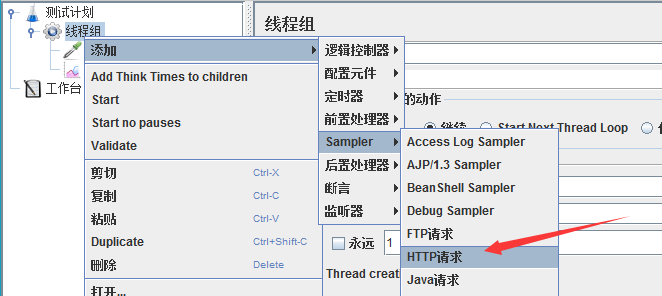 测试计划
线程组
工作台
线程组
添加
Add Think Times to children
Start
Start no pauses
Validate
剪切 Ctrl-X
复制 Ctrl-C
粘贴 Ctrl-V
Duplicate Ctrl+Shift-C
删除 Delete
打开...
逻辑控制器
配置元件
定时器
前置处理器
Sampler
后置处理器
断言
监听器
的动作
继续 Start Next Thread Loop
永远 1
Thread creat
Access Log Sampler
AJP/1.3 Sampler
BeanShell Sampler
Debug Sampler
FTP请求
HTTP请求
Java请求